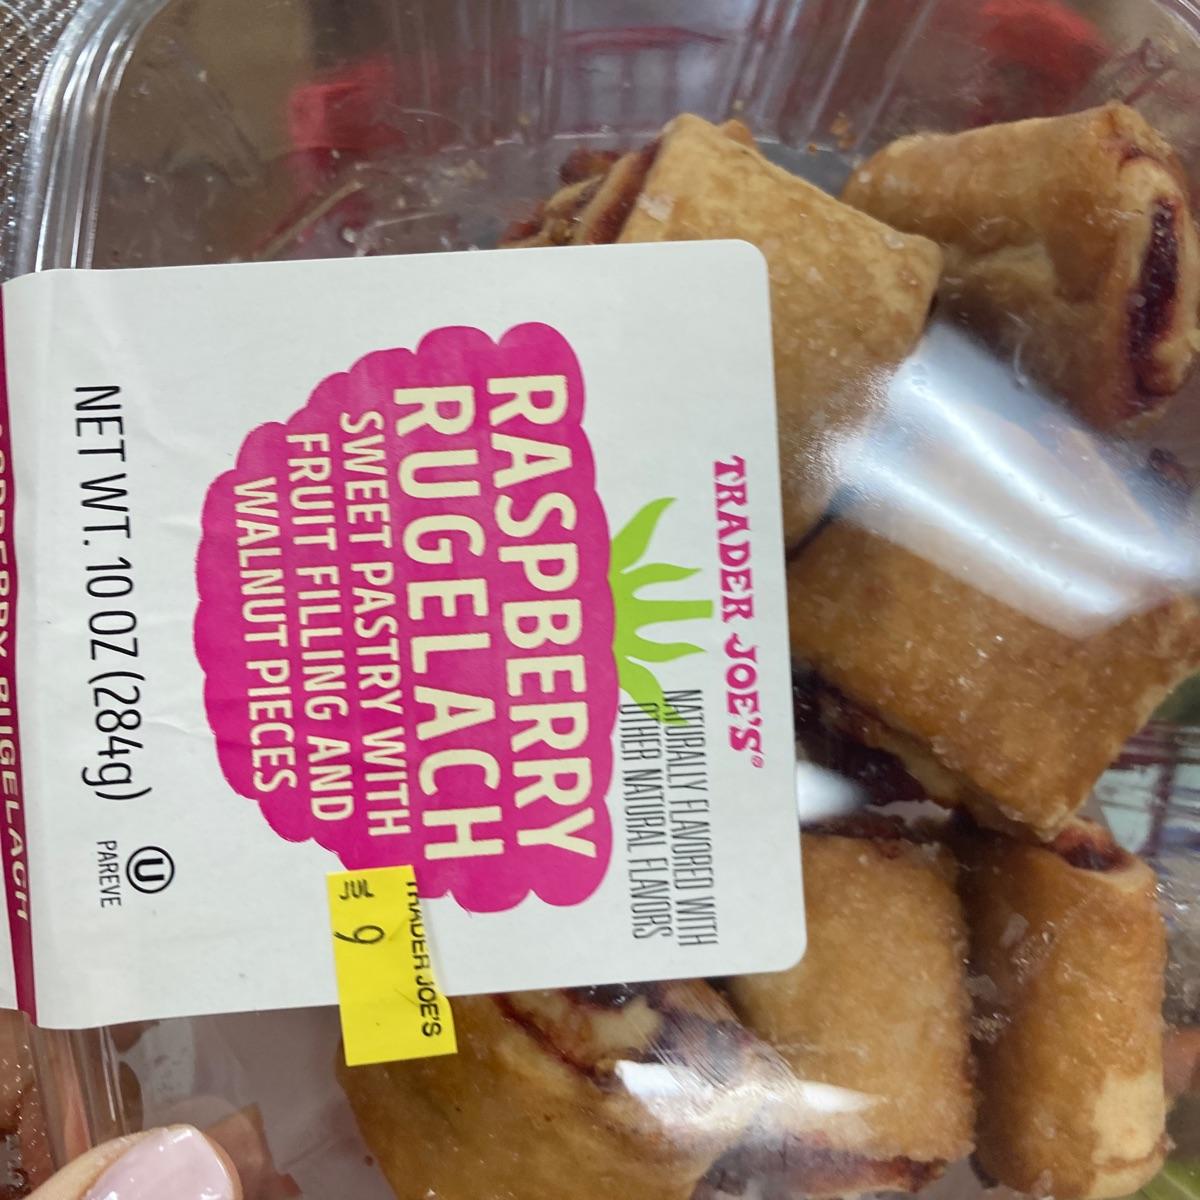 TRADER JOE'S®
NATURALLY FLAVORED WITH
OTHER NATURAL FLAVORS
RASPBERRY
RUGELACH
SWEET PASTRY WITH
FRUIT FILLING AND
WALNUT PIECES
TRADER JOE'S
9
NET WT. 10 OZ (284g)
U
PAREVE
RASPBERRY RUGELACH